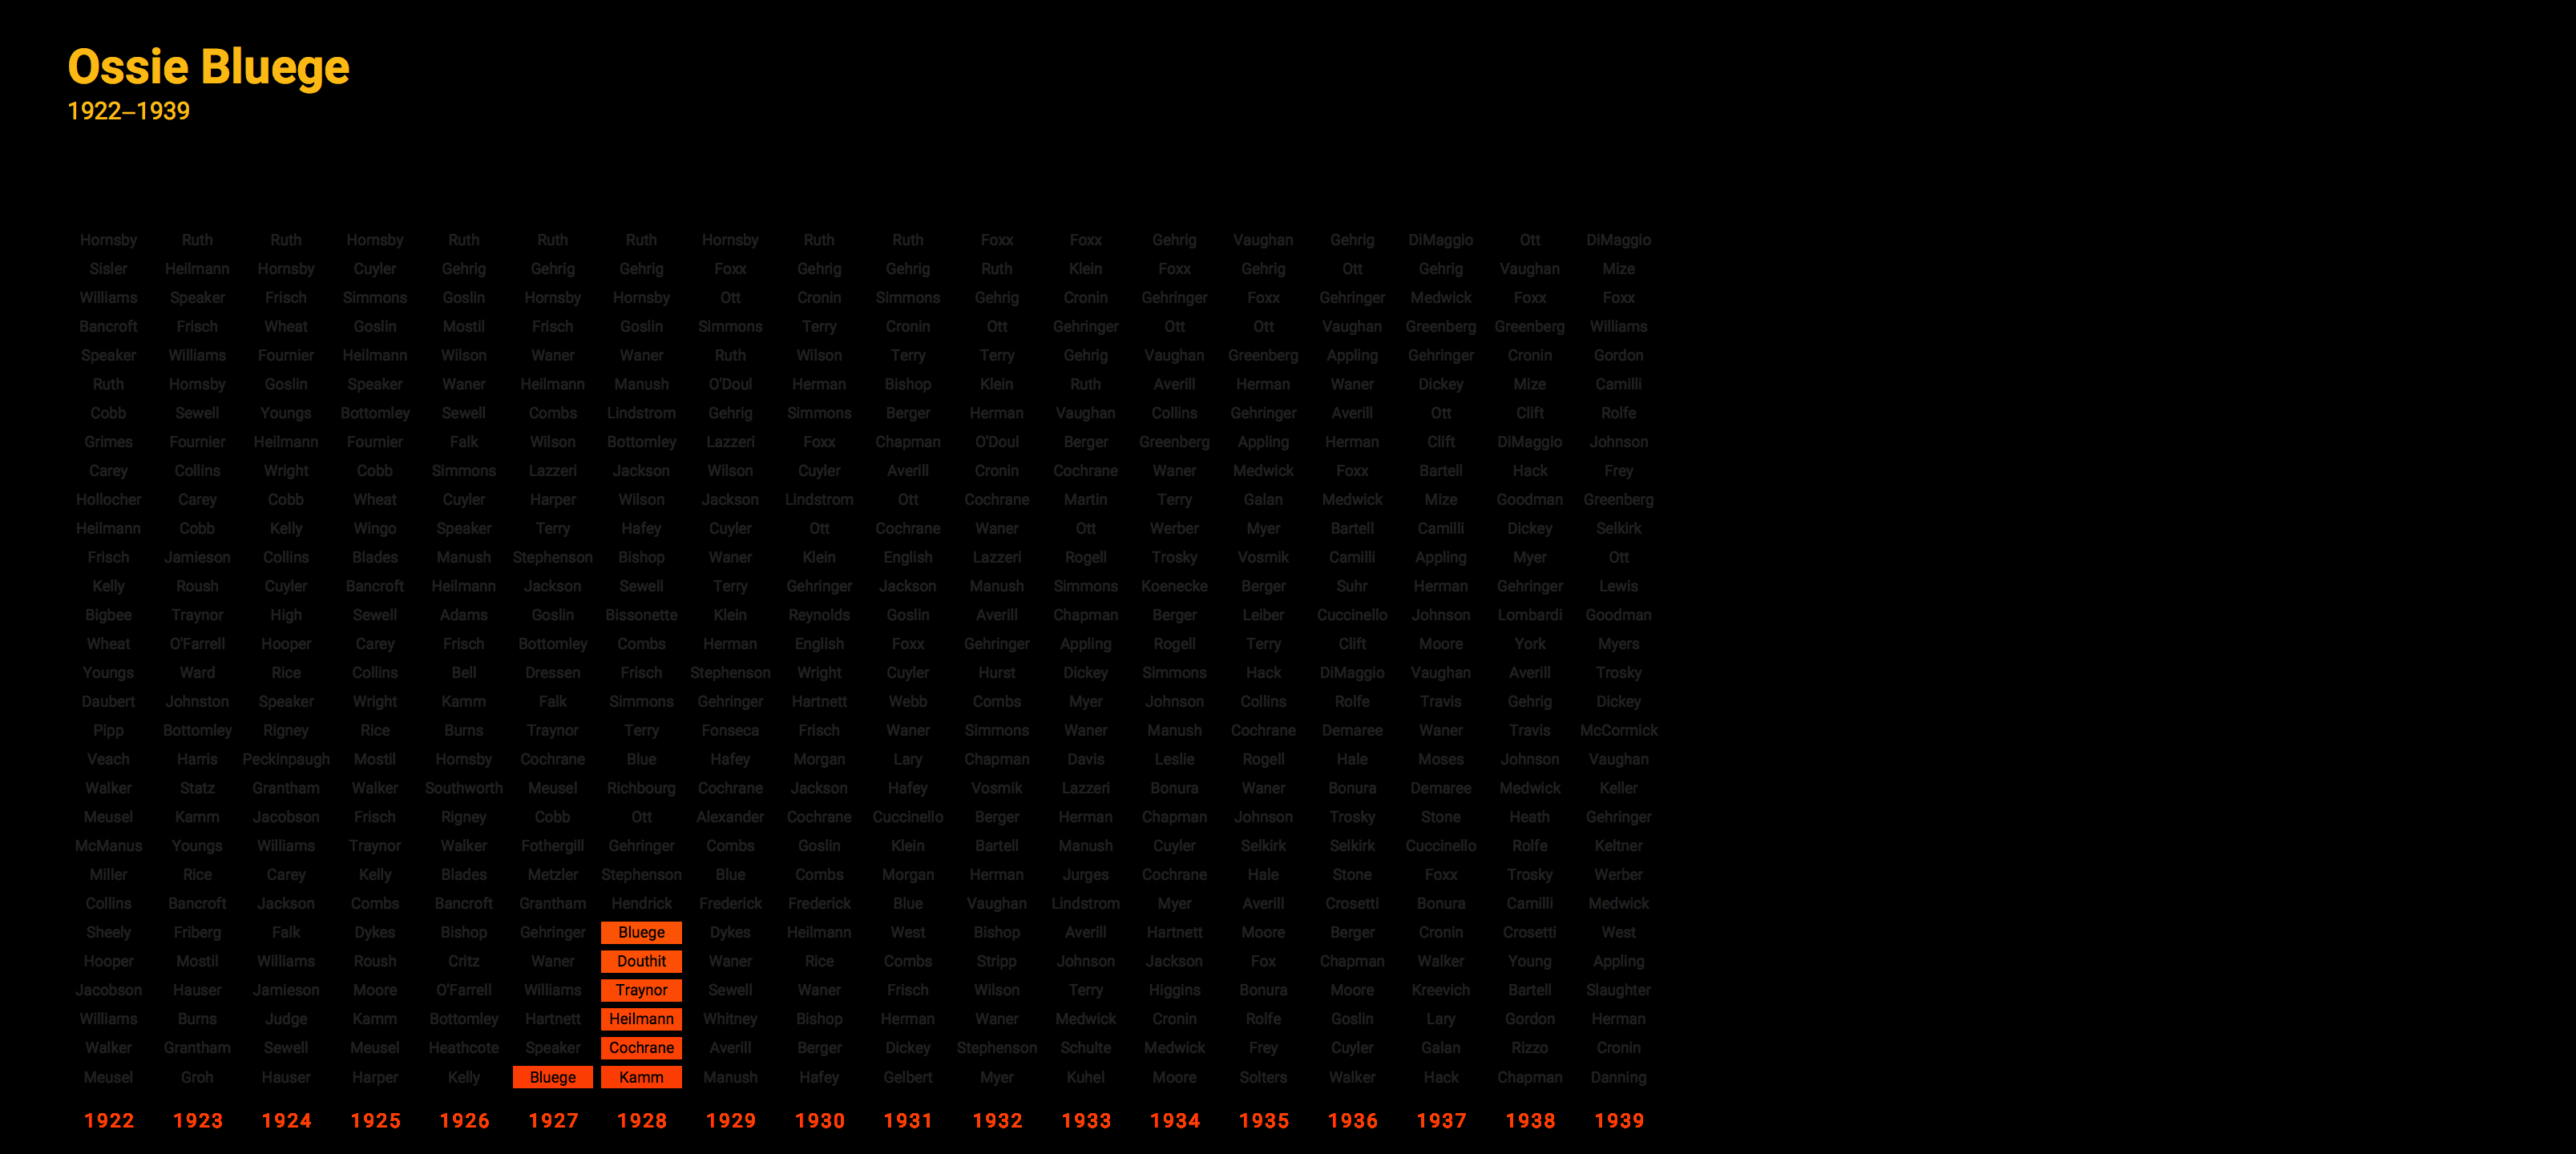 Ossie Bluege
1922–1939
Hornsby Ruth Ruth Hornsby Ruth Ruth Ruth Hornsby Ruth Ruth Foxx Foxx Gehrig Vaughan Gehrig DiMaggio Ott DiMaggio
Sisler Heilmann Hornsby Cuyler Gehrig Gehrig Gehrig Foxx Gehrig Gehrig Ruth Klein Foxx Gehrig Ott Gehrig Vaughan Mize
Williams Speaker Frisch Simmons Goslin Hornsby Hornsby Ott Cronin Simmons Gehrig Cronin Gehringer Foxx Gehringer Medwick Foxx Foxx
Bancroft Frisch Wheat Goslin Mostil Frisch Goslin Simmons Terry Cronin Ott Gehringer Ott Ott Vaughan Greenberg Greenberg Williams
Speaker Williams Fournier Heilmann Wilson Waner Waner Ruth Wilson Terry Terry Gehrig Vaughan Greenberg Appling Gehringer Cronin Gordon
Ruth Hornsby Goslin Speaker Waner Heilmann Manush O'Doul Herman Bishop Klein Ruth Averill Herman Waner Dickey Mize Camilli
Cobb Sewell Youngs Bottomley Sewell Combs Lindstrom Gehrig Simmons Berger Herman Vaughan Collins Gehringer Averill Ott Clift Rolfe
Grimes Fournier Heilmann Fournier Falk Wilson Bottomley Lazzeri Foxx Chapman O'Doul Berger Greenberg Appling Herman Clift DiMaggio Johnson
Carey Collins Wright Cobb Simmons Lazzeri Jackson Wilson Cuyler Averill Cronin Cochrane Waner Medwick Foxx Bartell Hack Frey
Hollocher Carey Cobb Wheat Cuyler Harper Wilson Jackson Lindstrom Ott Cochrane Martin Terry Galan Medwick Mize Goodman Greenberg
Heilmann Cobb Kelly Wingo Speaker Terry Hafey Cuyler Ott Cochrane Waner Ott Werber Myer Bartell Camilli Dickey Selkirk
Frisch Jamieson Collins Blades Manush Stephenson Bishop Waner Klein English Lazzeri Rogell Trosky Vosmik Camilli Appling Myer Ott
Kelly Roush Cuyler Bancroft Heilmann Jackson Sewell Terry Gehringer Jackson Manush Simmons Koenecke Berger Suhr Herman Gehringer Lewis
Bigbee Traynor High Sewell Adams Goslin Bissonette Klein Reynolds Goslin Averill Chapman Berger Leiber Cuccinello Johnson Lombardi Goodman
Wheat O'Farrell Hooper Carey Frisch Bottomley Combs Herman English Foxx Gehringer Appling Rogell Terry Clift Moore York Myers
Youngs Ward Rice Collins Bell Dressen Frisch Stephenson Wright Cuyler Hurst Dickey Simmons Hack DiMaggio Vaughan Averill Trosky
Daubert Johnston Speaker Wright Kamm Falk Simmons Gehringer Hartnett Webb Combs Myer Johnson Collins Rolfe Travis Gehrig Dickey
Pipp Bottomley Rigney Rice Burns Traynor Terry Fonseca Frisch Waner Simmons Waner Manush Cochrane Demaree Waner Travis McCormick
Veach Harris Peckinpaugh Mostil Hornsby Cochrane Blue Hafey Morgan Lary Chapman Davis Leslie Rogell Hale Moses Johnson Vaughan
Walker Statz Grantham Walker Southworth Meusel Richbourg Cochrane Jackson Hafey Vosmik Lazzeri Bonura Waner Bonura Demaree Medwick Keller
Meusel Kamm Jacobson Frisch Rigney Cobb Ott Alexander Cochrane Cuccinello Berger Herman Chapman Johnson Trosky Stone Heath Gehringer
McManus Youngs Williams Traynor Walker Fothergill Gehringer Combs Goslin Klein Bartell Manush Cuyler Selkirk Selkirk Cuccinello Rolfe Keltner
Miller Rice Carey Kelly Blades Metzler Stephenson Blue Combs Morgan Herman Jurges Cochrane Hale Stone Foxx Trosky Werber
Collins Bancroft Jackson Combs Bancroft Grantham Hendrick Frederick Frederick Blue Vaughan Lindstrom Myer Averill Crosetti Bonura Camilli Medwick
Sheely Friberg Falk Dykes Bishop Gehringer Bluege Dykes Heilmann West Bishop Averill Hartnett Moore Berger Cronin Crosetti West
Hooper Mostil Williams Roush Critz Waner Douthit Waner Rice Combs Stripp Johnson Jackson Fox Chapman Walker Young Appling
Jacobson Hauser Jamieson Moore O'Farrell Williams Traynor Sewell Waner Frisch Wilson Terry Higgins Bonura Moore Kreevich Bartell Slaughter
Williams Burns Judge Kamm Bottomley Hartnett Heilmann Whitney Bishop Herman Waner Medwick Cronin Rolfe Goslin Lary Gordon Herman
Walker Grantham Sewell Meusel Heathcote Speaker Cochrane Averill Berger Dickey Stephenson Schulte Medwick Frey Cuyler Galan Rizzo Cronin
Meusel Groh Hauser Harper Kelly Bluege Kamm Manush Hafey Gelbert Myer Kuhel Moore Solters Walker Hack Chapman Danning
1922 1923 1924 1925 1926 1927 1928 1929 1930 1931 1932 1933 1934 1935 1936 1937 1938 1939